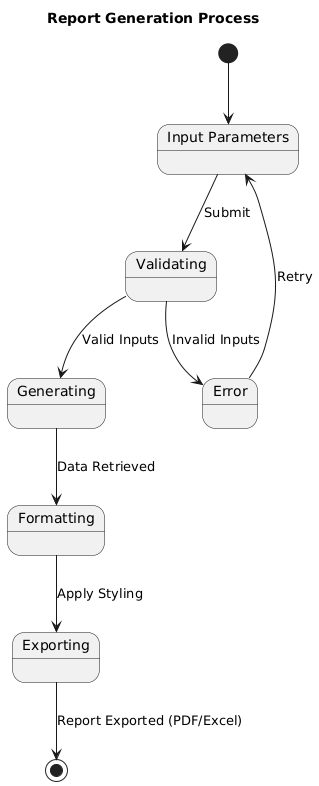 Report Generation Process
Input Parameters
Submit
Validating
Retry
Valid Inputs
Invalid Inputs
Generating
Error
Data Retrieved
Formatting
Apply Styling
Exporting
Report Exported (PDF/Excel)